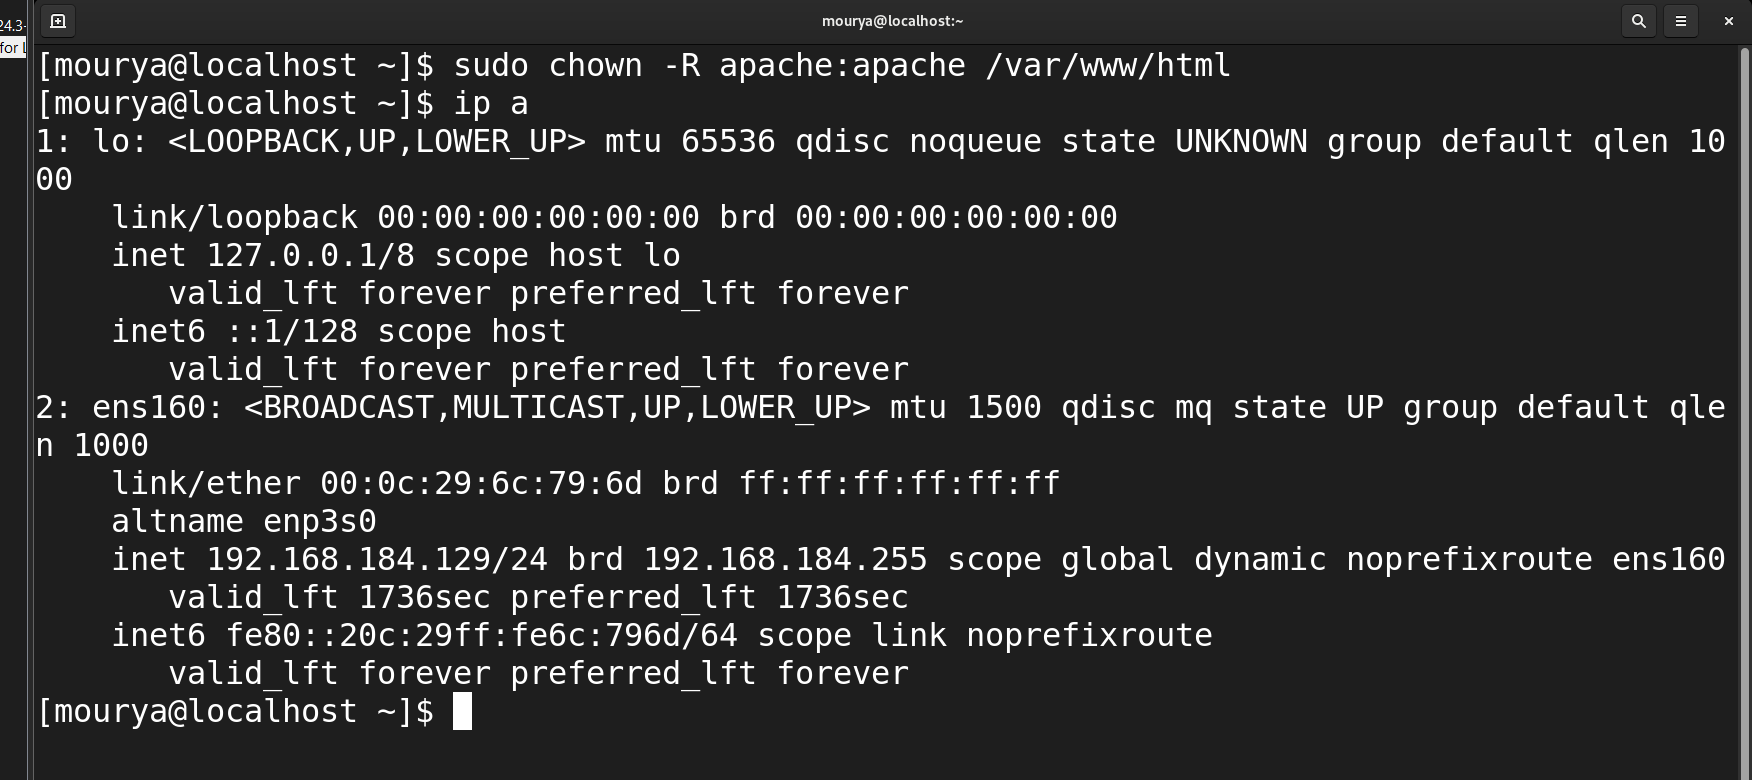 24.3-
for L
mourya@localhost:~
[mourya@localhost ~]$ sudo chown -R apache:apache /var/www/html
[mourya@localhost ~]$ ip a
1: lo: <LOOPBACK,UP,LOWER_UP> mtu 65536 qdisc noqueue state UNKNOWN group default qlen 10
00
    link/loopback 00:00:00:00:00:00 brd 00:00:00:00:00:00
    inet 127.0.0.1/8 scope host lo
       valid_lft forever preferred_lft forever
    inet6 ::1/128 scope host
       valid_lft forever preferred_lft forever
2: ens160: <BROADCAST,MULTICAST,UP,LOWER_UP> mtu 1500 qdisc mq state UP group default qle
n 1000
    link/ether 00:0c:29:6c:79:6d brd ff:ff:ff:ff:ff:ff
    altname enp3s0
    inet 192.168.184.129/24 brd 192.168.184.255 scope global dynamic noprefixroute ens160
       valid_lft 1736sec preferred_lft 1736sec
    inet6 fe80::20c:29ff:fe6c:796d/64 scope link noprefixroute
       valid_lft forever preferred_lft forever
[mourya@localhost ~]$